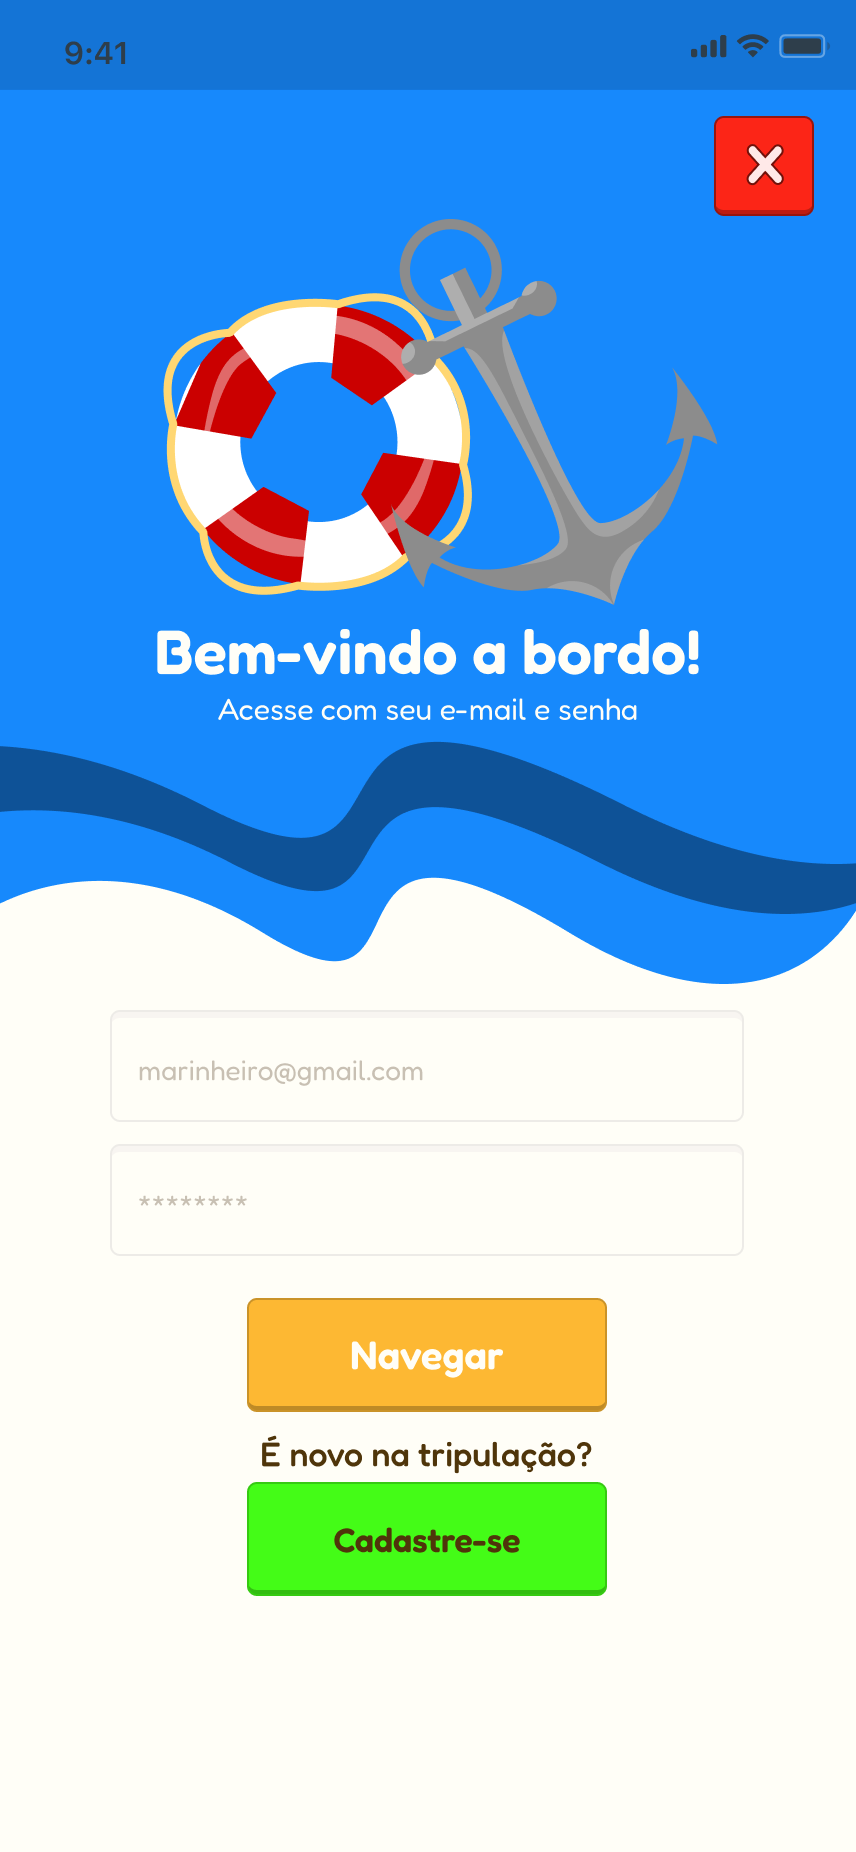 9:41
Bem-vindo a bordo!
Acesse com seu e-mail e senha
marinheiro@gmail.com
********
Navegar
É novo na tripulação?
Cadastre-se